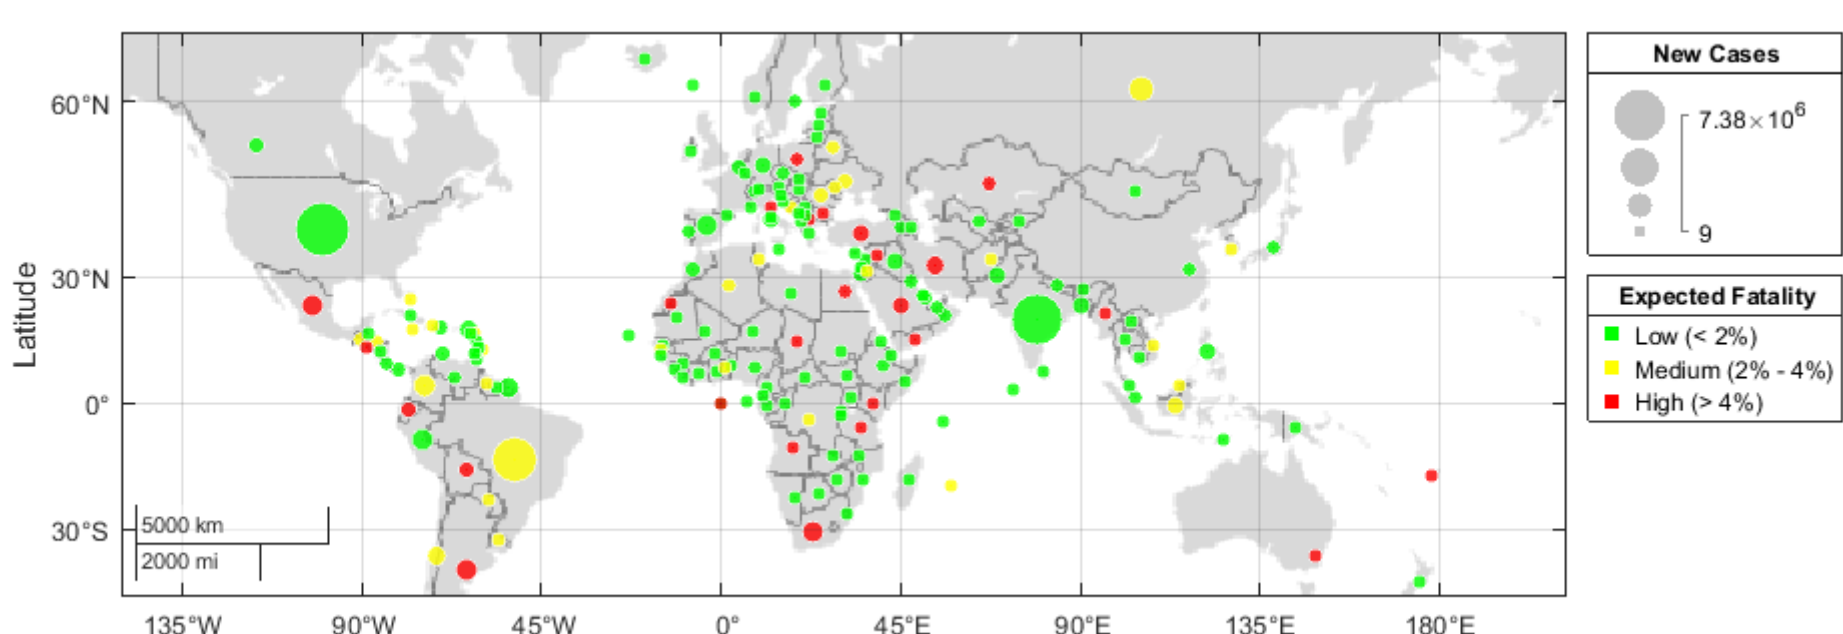 60°N
30°N
0°
30°S
Latitude
5000 km
2000 mi
135°W 90°W 45°W 0° 45°E 90°E 135°E 180°E
New Cases
7.38×10⁶
9
Expected Fatality
Low (< 2%)
Medium (2% - 4%)
High (> 4%)